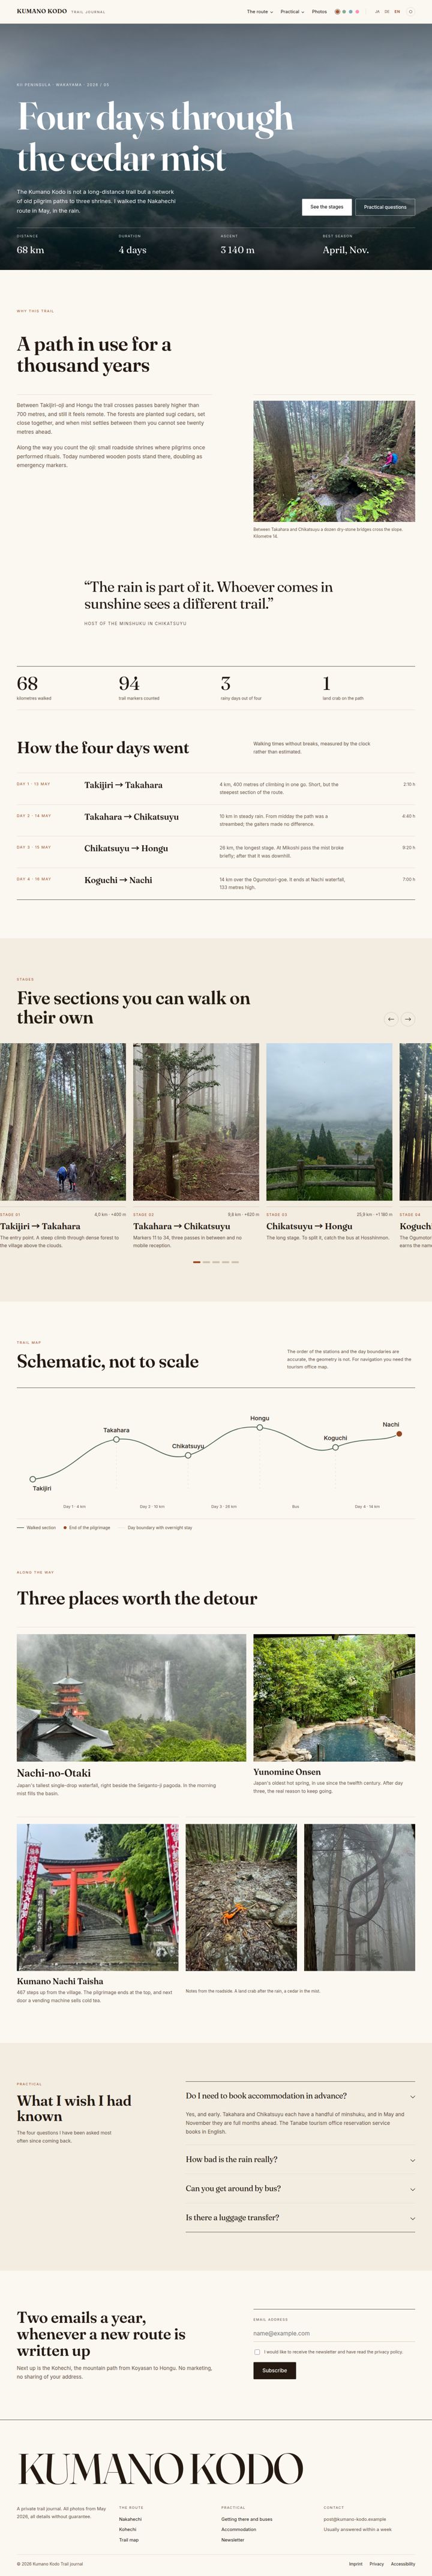 KUMANO KODO TRAIL JOURNAL
The route Practical Photos JA DE EN
KII PENINSULA · WAKAYAMA · 2026 / 05
Four days through
the cedar mist
The Kumano Kodo is not a long-distance trail but a network
of old pilgrim paths to three shrines. I walked the Nakahechi
route in May, in the rain.
See the stages
Practical questions
DISTANCE
68 km
DURATION
4 days
ASCENT
3 140 m
BEST SEASON
April, Nov.
WHY THIS TRAIL
A path in use for a
thousand years
Between Takijiri-oji and Hongu the trail crosses passes barely higher than
700 metres, and still it feels remote. The forests are planted sugi cedars, set
close together, and when mist settles between them you cannot see twenty
metres ahead.
Along the way you count the oji: small roadside shrines where pilgrims once
performed rituals. Today numbered wooden posts stand there, doubling as
emergency markers.
Between Takahara and Chikatsuyu a dozen dry-stone bridges cross the slope.
Kilometre 14.
“The rain is part of it. Whoever comes in
sunshine sees a different trail.”
HOST OF THE MINSHUKU IN CHIKATSUYU
68
kilometres walked
94
trail markers counted
3
rainy days out of four
1
land crab on the path
How the four days went
Walking times without breaks, measured by the clock
rather than estimated.
DAY 1 · 13 MAY
Takijiri → Takahara
4 km, 400 metres of climbing in one go. Short, but the
steepest section of the route.
2:10 h
DAY 2 · 14 MAY
Takahara → Chikatsuyu
10 km in steady rain. From midday the path was a
streambed; the gaiters made no difference.
4:40 h
DAY 3 · 15 MAY
Chikatsuyu → Hongu
26 km, the longest stage. At Mikoshi pass the mist broke
briefly; after that it was downhill.
9:20 h
DAY 4 · 16 MAY
Koguchi → Nachi
14 km over the Ogumotori-goe. It ends at Nachi waterfall,
133 metres high.
7:00 h
STAGES
Five sections you can walk on
their own
STAGE 01
4,0 km · +400 m
Takijiri → Takahara
The entry point. A steep climb through dense forest to
the village above the clouds.
STAGE 02
9,8 km · +620 m
Takahara → Chikatsuyu
Markers 11 to 34, three passes in between and no
mobile reception.
STAGE 03
25,9 km · +1 180 m
Chikatsuyu → Hongu
The long stage. To split it, catch the bus at Hosshinmon.
STAGE 04
Koguch
The Ogumotor
earns the nam
TRAIL MAP
Schematic, not to scale
The order of the stations and the day boundaries are
accurate, the geometry is not. For navigation you need the
tourism office map.
Takijiri
Takahara
Chikatsuyu
Hongu
Koguchi
Nachi
Day 1 · 4 km
Day 2 · 10 km
Day 3 · 26 km
Bus
Day 4 · 14 km
Walked section
End of the pilgrimage
Day boundary with overnight stay
ALONG THE WAY
Three places worth the detour
Nachi-no-Otaki
Japan's tallest single-drop waterfall, right beside the Seiganto-ji pagoda. In the morning
mist fills the basin.
Yunomine Onsen
Japan's oldest hot spring, in use since the twelfth century. After day
three, the real reason to keep going.
Kumano Nachi Taisha
467 steps up from the village. The pilgrimage ends at the top, and next
door a vending machine sells cold tea.
Notes from the roadside. A land crab after the rain, a cedar in the mist.
PRACTICAL
What I wish I had
known
The four questions I have been asked most
often since coming back.
Do I need to book accommodation in advance?
Yes, and early. Takahara and Chikatsuyu each have a handful of minshuku, and in May and
November they are full months ahead. The Tanabe tourism office reservation service
books in English.
How bad is the rain really?
Can you get around by bus?
Is there a luggage transfer?
Two emails a year,
whenever a new route is
written up
Next up is the Kohechi, the mountain path from Koyasan to Hongu. No marketing,
no sharing of your address.
EMAIL ADDRESS
name@example.com
I would like to receive the newsletter and have read the privacy policy.
Subscribe
KUMANO KODO
A private trail journal. All photos from May
2026, all details without guarantee.
THE ROUTE
Nakahechi
Kohechi
Trail map
PRACTICAL
Getting there and buses
Accommodation
Newsletter
CONTACT
post@kumano-kodo.example
Usually answered within a week
© 2026 Kumano Kodo Trail journal
Imprint Privacy Accessibility